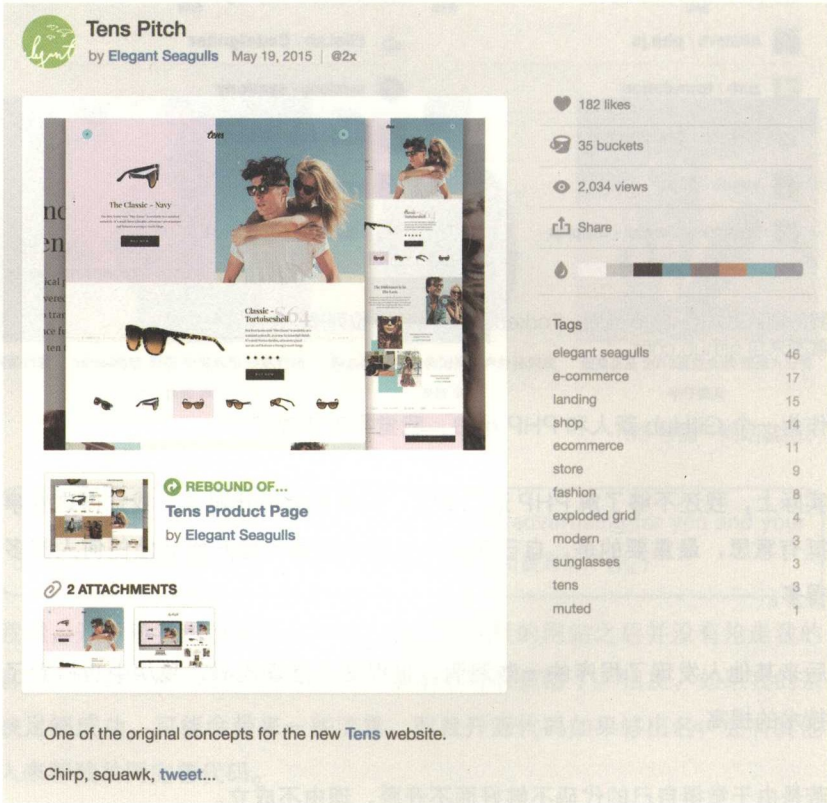 Tens Pitch
by Elegant Seagulls May 19, 2015 | @2x
ten
The Classic - Navy
Classic -
Tortoiseshell
REBOUND OF...
Tens Product Page
by Elegant Seagulls
2 ATTACHMENTS
One of the original concepts for the new Tens website.
Chirp, squawk, tweet...
182 likes
35 buckets
2,034 views
Share
Tags
elegant seagulls 46
e-commerce 17
landing 15
shop 14
ecommerce 11
store 9
fashion 8
exploded grid 4
modern 3
sunglasses 3
tens 3
muted 1